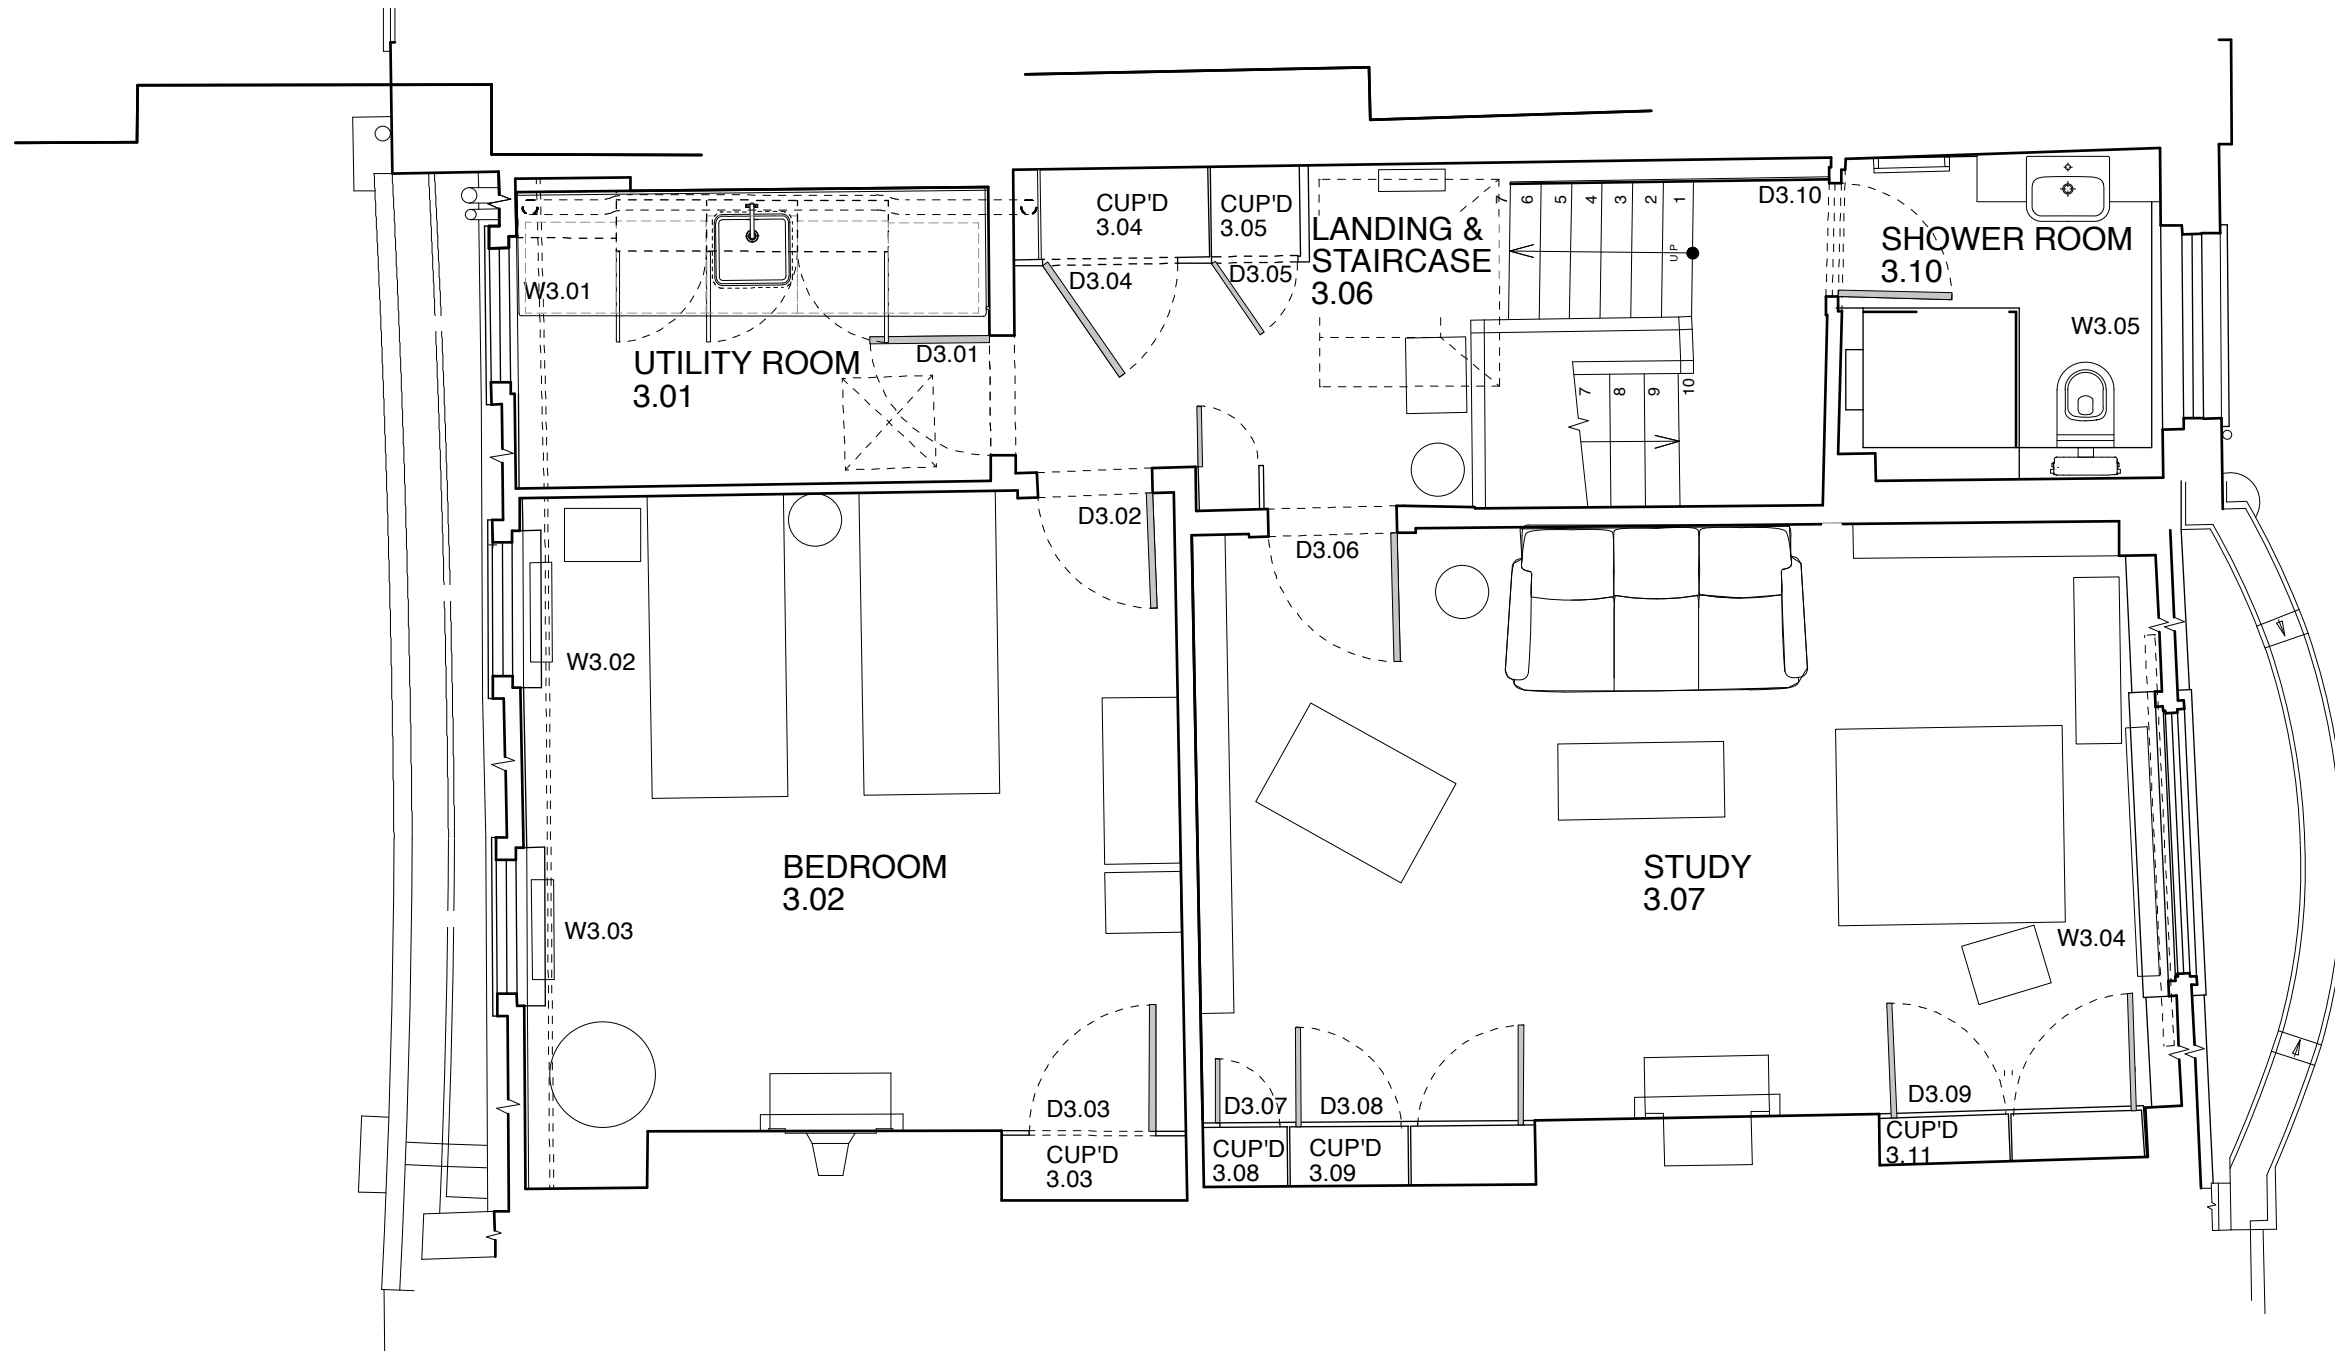 CUP'D
3.04
CUP'D
3.05
LANDING &
STAIRCASE
3.06
7
6
5
4
3
2
1
UP
D3.10
SHOWER ROOM
3.10
D3.04
D3.05
W3.01
W3.05
UTILITY ROOM
3.01
D3.01
7
8
9
10
D3.02
D3.06
W3.02
BEDROOM
3.02
STUDY
3.07
W3.03
W3.04
D3.03
D3.07
D3.08
D3.09
CUP'D
3.03
CUP'D
3.08
CUP'D
3.09
CUP'D
3.11